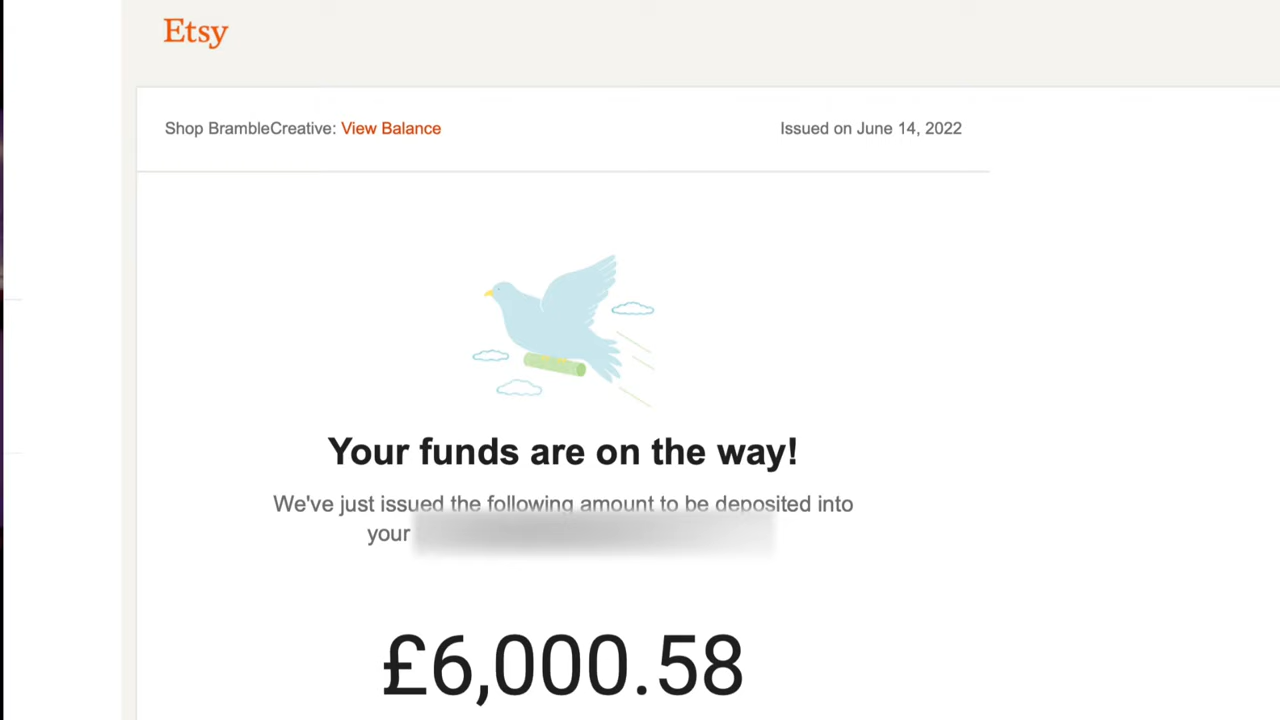 Etsy
Shop BrambleCreative: View Balance
Issued on June 14, 2022
Your funds are on the way!
We've just issued the following amount to be deposited into
your
£6,000.58